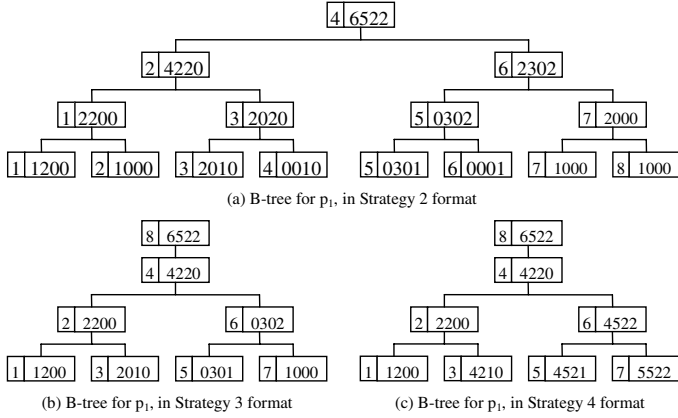 4 6522
2 4220 6 2302
1 2200 3 2020 5 0302 7 2000
1 1200 2 1000 3 2010 4 0010 5 0301 6 0001 7 1000 8 1000
(a) B-tree for p1, in Strategy 2 format
8 6522
4 4220
2 2200 6 0302
1 1200 3 2010 5 0301 7 1000
(b) B-tree for p1, in Strategy 3 format
8 6522
4 4220
2 2200 6 4522
1 1200 3 4210 5 4521 7 5522
(c) B-tree for p1, in Strategy 4 format